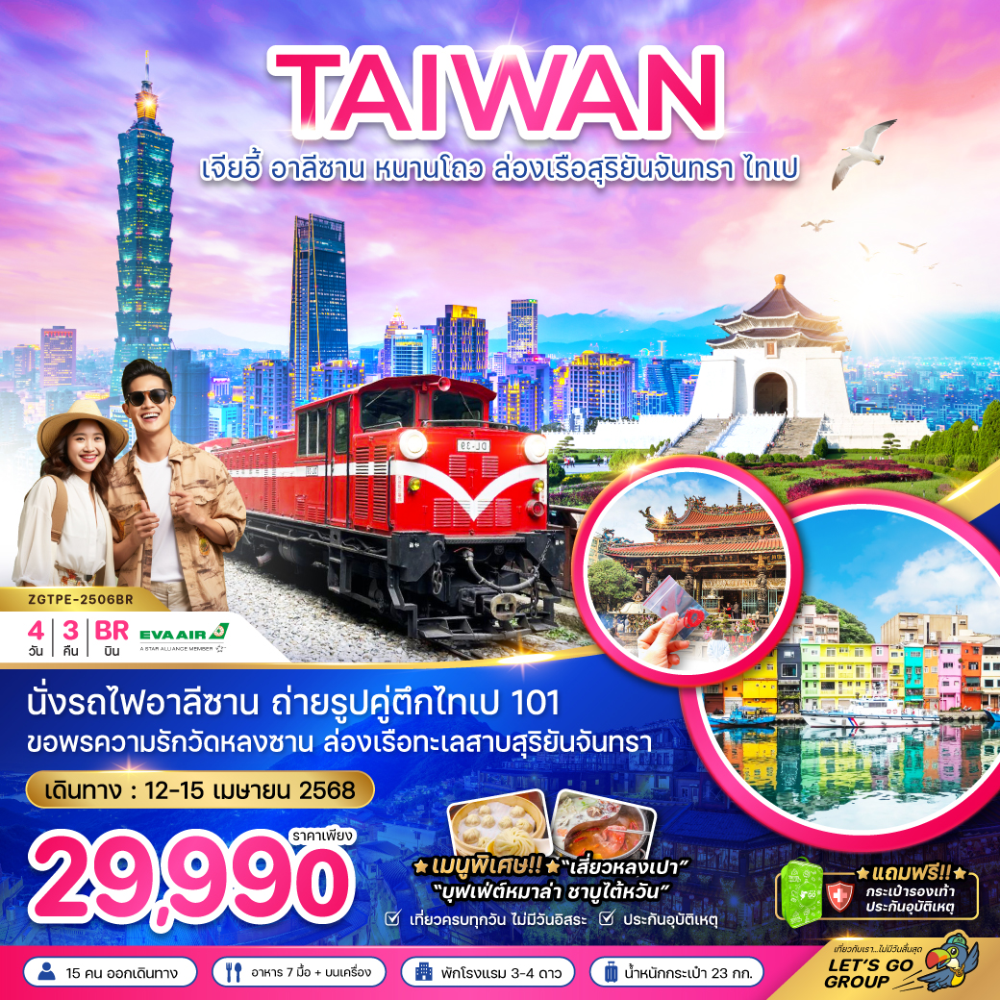 TAIWAN
เจียอี้ อาลีซาน หนานโถว ล่องเรือสุริยันจันทรา ไทเป
DL-39
ZGTPE-2506BR
4 วัน
3 คืน
BR บิน
EVA AIR
A STAR ALLIANCE MEMBER
นั่งรถไฟอาลีซาน ถ่ายรูปคู่ตึกไทเป 101
ขอพรความรักวัดหลงซาน ล่องเรือทะเลสาบสุริยันจันทรา
เดินทาง : 12-15 เมษายน 2568
ราคาเพียง
29,990
เมนูพิเศษ!! “เสี่ยวหลงเปา”
“บุฟเฟ่ต์หมาล่า ชาบูไต้หวัน”
เที่ยวครบทุกวัน ไม่มีวันอิสระ
ประกันอุบัติเหตุ
แถมฟรี!!
กระเป๋ารองเท้า
ประกันอุบัติเหตุ
15 คน ออกเดินทาง
อาหาร 7 มื้อ + บนเครื่อง
พักโรงแรม 3-4 ดาว
น้ำหนักกระเป๋า 23 กก.
เที่ยวกับเรา...ไม่มีวันสิ้นสุด
LET'S GO
GROUP